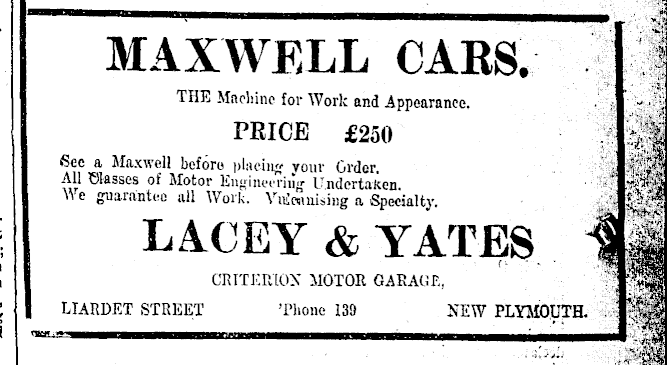 MAXWELL CARS.
THE Machine for Work and Appearance.
PRICE £250
See a Maxwell before placing your Order.
All Classes of Motor Engineering Undertaken.
We guarantee all Work. Vulcanising a Specialty.
LACEY & YATES
CRITERION MOTOR GARAGE,
LIARDET STREET 'Phone 139 NEW PLYMOUTH.